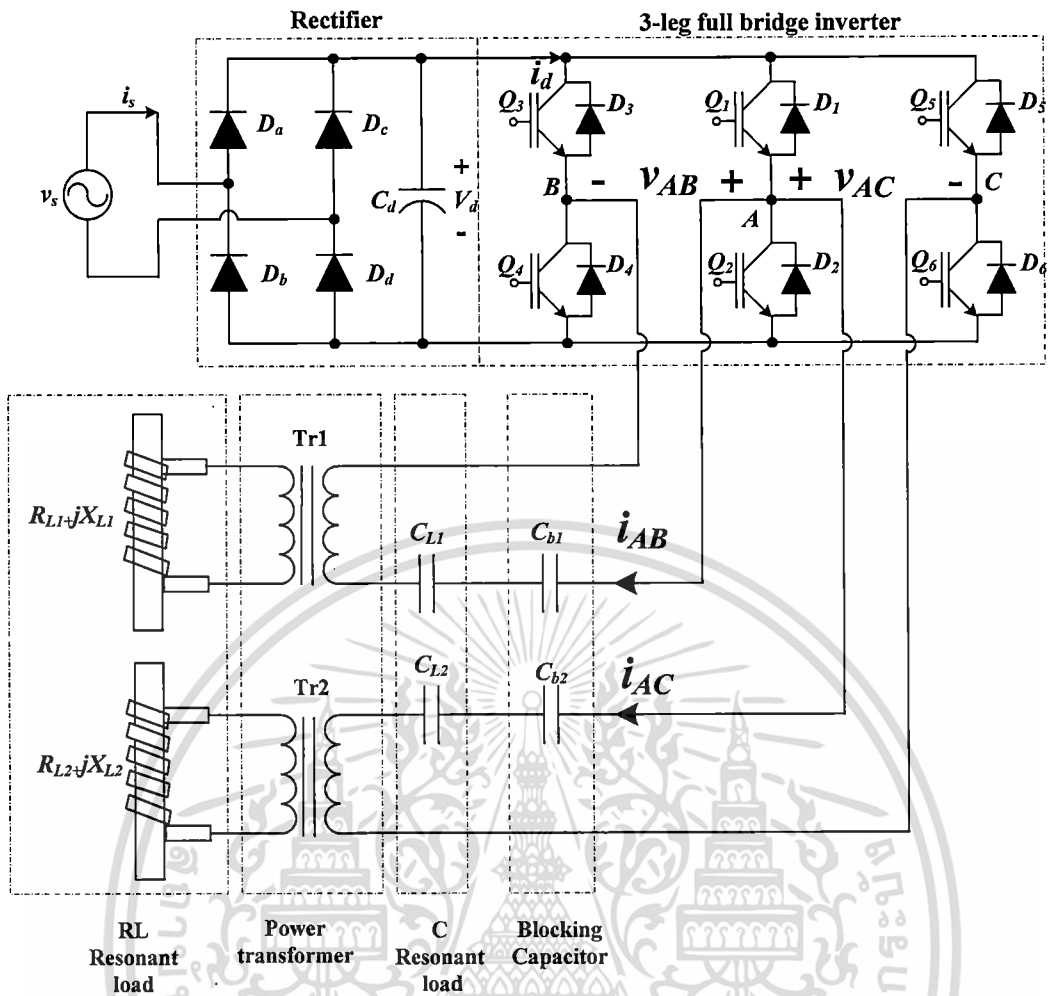 Rectifier
3-leg full bridge inverter
i_s
v_s
D_a
D_c
D_b
D_d
C_d
+
V_d
-
i_d
Q_3
D_3
Q_1
D_1
Q_5
D_5
B
- v_AB +
+ v_AC -
C
A
Q_4
D_4
Q_2
D_2
Q_6
D_6
R_L1+jX_L1
Tr1
C_L1
C_b1
i_AB
R_L2+jX_L2
Tr2
C_L2
C_b2
i_AC
RL
Resonant
load
Power
transformer
C
Resonant
load
Blocking
Capacitor